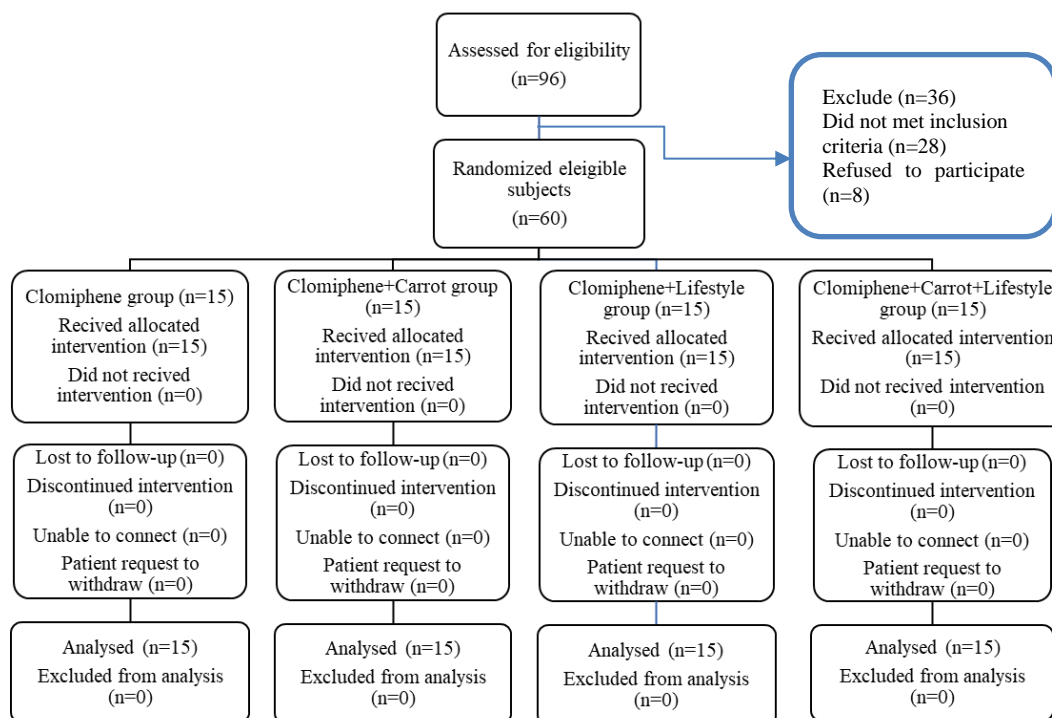 Assessed for eligibility
(n=96)
Exclude (n=36)
Did not met inclusion
criteria (n=28)
Refused to participate
(n=8)
Randomized eleigible
subjects
(n=60)
Clomiphene group (n=15)
Recived allocated
intervention (n=15)
Did not recived
intervention (n=0)
Clomiphene+Carrot group
(n=15)
Recived allocated
intervention (n=15)
Did not recived
intervention (n=0)
Clomiphene+Lifestyle
group (n=15)
Recived allocated
intervention (n=15)
Did not recived
intervention (n=0)
Clomiphene+Carrot+Lifestyle
group (n=15)
Recived allocated intervention
(n=15)
Did not recived intervention
(n=0)
Lost to follow-up (n=0)
Discontinued intervention
(n=0)
Unable to connect (n=0)
Patient request to
withdraw (n=0)
Lost to follow-up (n=0)
Discontinued intervention
(n=0)
Unable to connect (n=0)
Patient request to
withdraw (n=0)
Lost to follow-up (n=0)
Discontinued intervention
(n=0)
Unable to connect (n=0)
Patient request to
withdraw (n=0)
Lost to follow-up (n=0)
Discontinued intervention
(n=0)
Unable to connect (n=0)
Patient request to
withdraw (n=0)
Analysed (n=15)
Excluded from analysis
(n=0)
Analysed (n=15)
Excluded from analysis
(n=0)
Analysed (n=15)
Excluded from analysis
(n=0)
Analysed (n=15)
Excluded from analysis
(n=0)